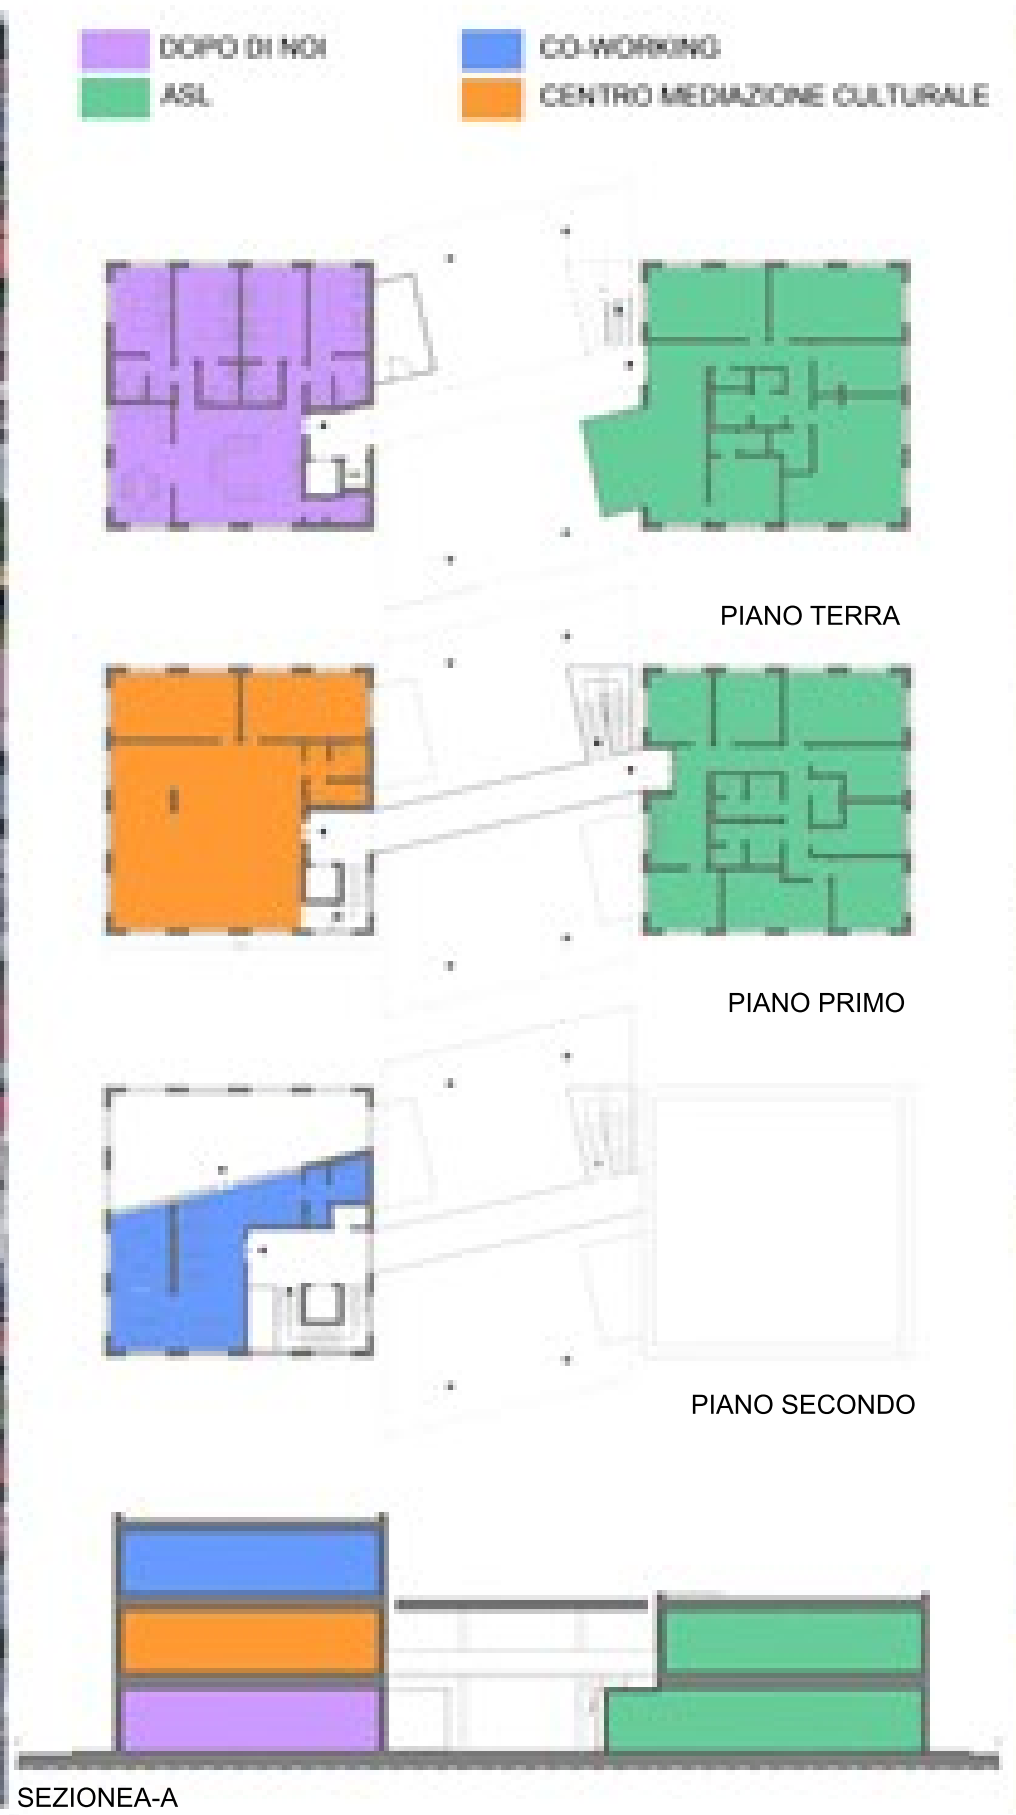 DOPO DI NOI
CO-WORKING
ASL
CENTRO MEDIAZIONE CULTURALE
PIANO TERRA
PIANO PRIMO
PIANO SECONDO
SEZIONEA-A